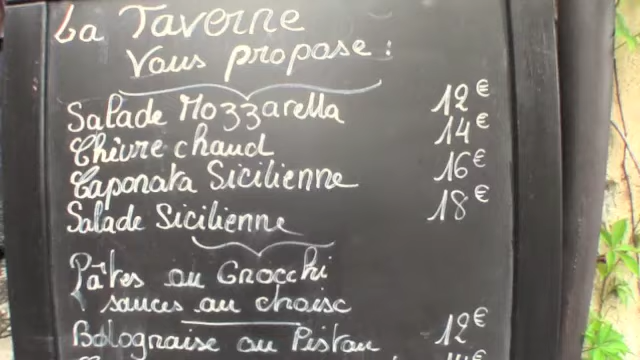 La Taverne
Vous propose :
Salade Mozzarella 12€
Chèvre chaud 14€
Caponata Sicilienne 16€
Salade Sicilienne 18€
Pâtes ou Gnocchi
sauces au choix
Bolognaise ou Pistou 12€
14€